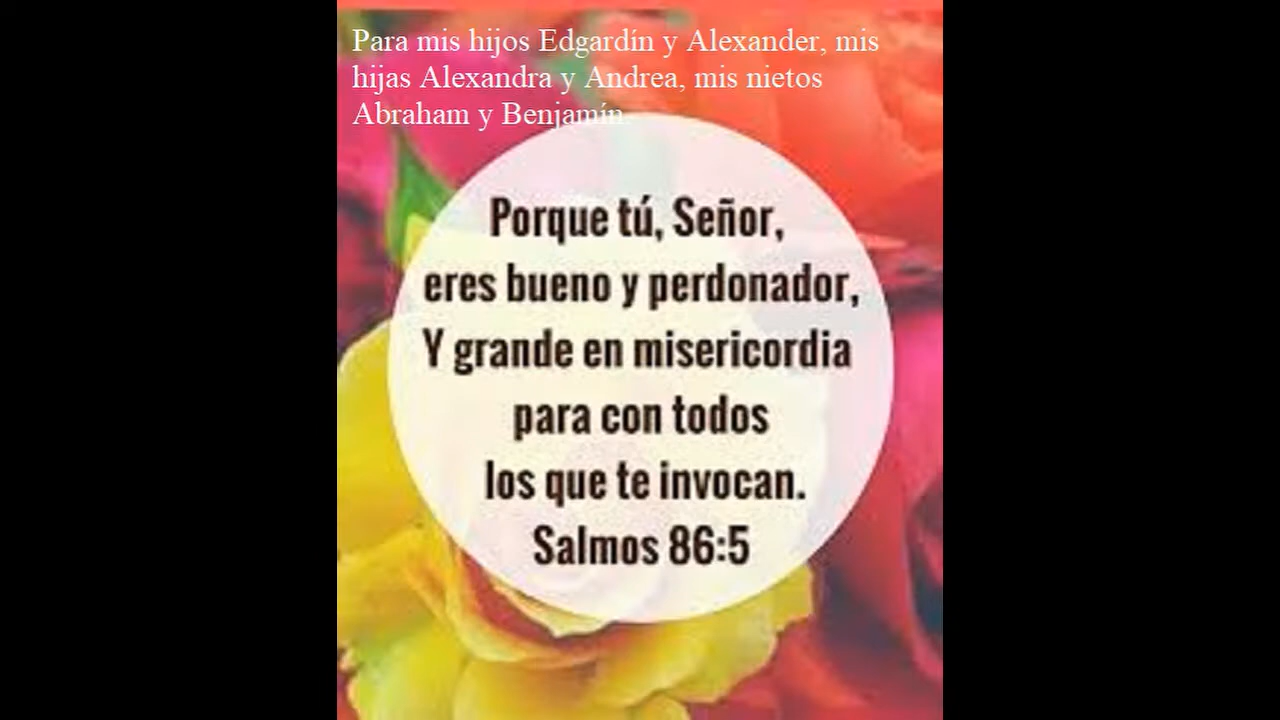 Para mis hijos Edgardín y Alexander, mis
hijas Alexandra y Andrea, mis nietos
Abraham y Benjamín.
Porque tú, Señor,
eres bueno y perdonador,
Y grande en misericordia
para con todos
los que te invocan.
Salmos 86:5